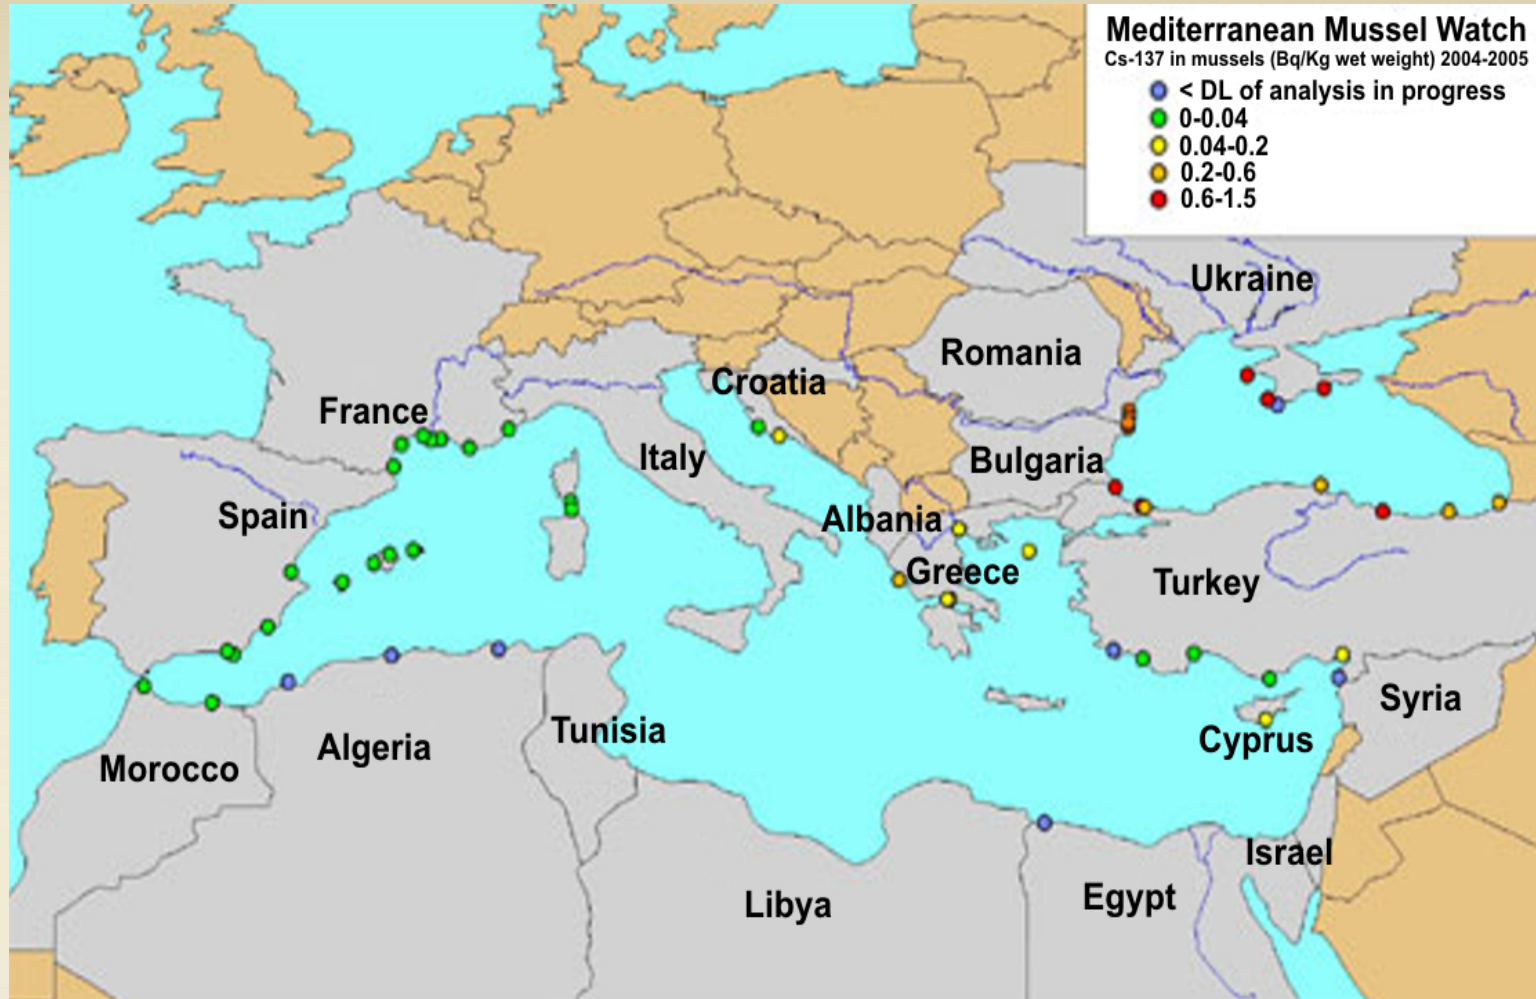 Mediterranean Mussel Watch
Cs-137 in mussels (Bq/Kg wet weight) 2004-2005
< DL of analysis in progress
0-0.04
0.04-0.2
0.2-0.6
0.6-1.5
Ukraine
Romania
Croatia
France
Italy
Bulgaria
Spain
Albania
Greece
Turkey
Syria
Tunisia
Cyprus
Algeria
Morocco
Israel
Egypt
Libya